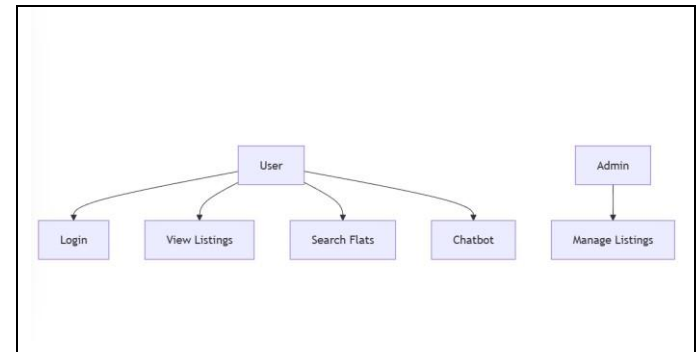 User
Admin
Login
View Listings
Search Flats
Chatbot
Manage Listings